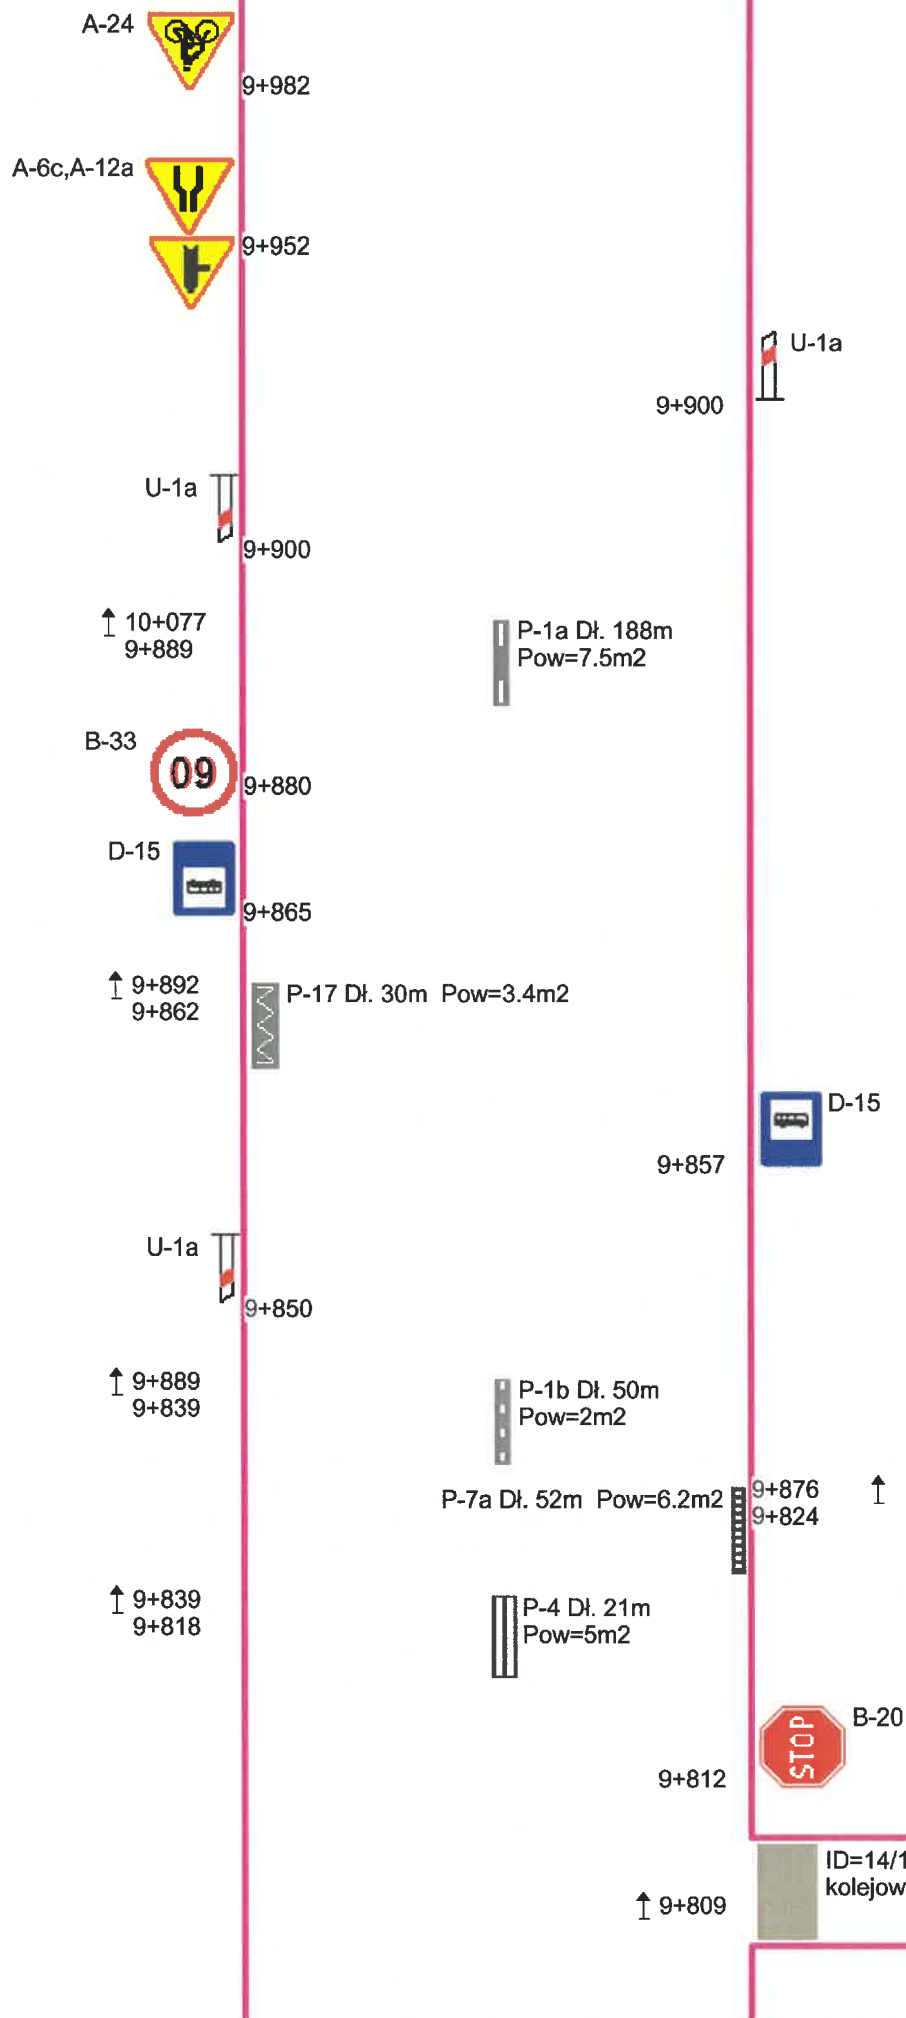 A-24
9+982
A-6c,A-12a
9+952
U-1a
9+900
U-1a
9+900
10+077
9+889
P-1a Dł. 188m
Pow=7.5m2
B-33
09
9+880
D-15
9+865
9+892
9+862
P-17 Dł. 30m Pow=3.4m2
D-15
9+857
U-1a
9+850
9+889
9+839
P-1b Dł. 50m
Pow=2m2
P-7a Dł. 52m Pow=6.2m2
9+876
9+824
9+839
9+818
P-4 Dł. 21m
Pow=5m2
B-20
STOP
9+812
ID=14/1
kolejow
9+809